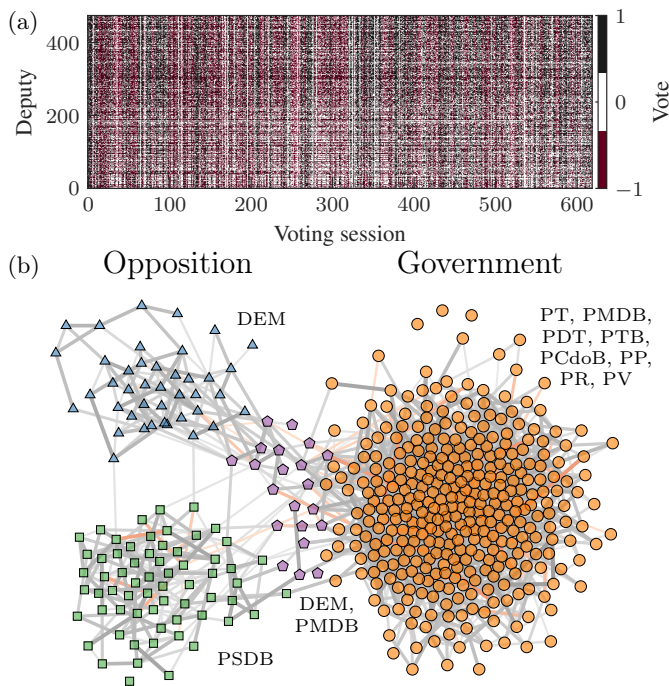 (a)
Deputy
400
200
0
0
100
200
300
400
500
600
Voting session
1
0
−1
Vote
(b)
Opposition
Government
DEM
PT, PMDB,
PDT, PTB,
PCdoB, PP,
PR, PV
DEM,
PMDB
PSDB